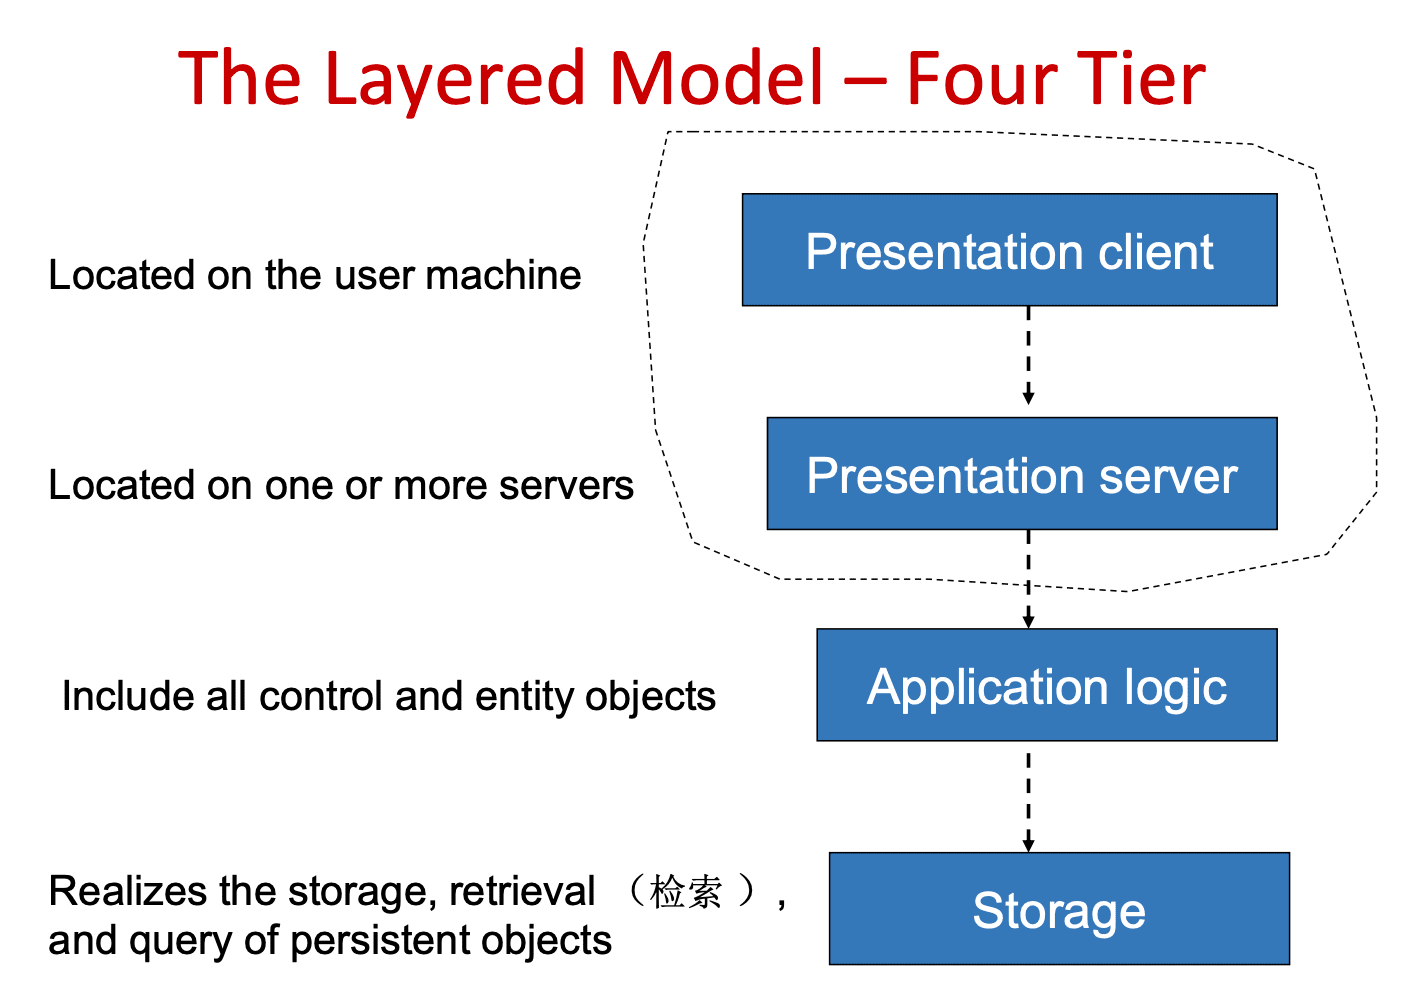 The Layered Model – Four Tier
Located on the user machine
Presentation client
Located on one or more servers
Presentation server
Include all control and entity objects
Application logic
Realizes the storage, retrieval （检索 ）,
and query of persistent objects
Storage